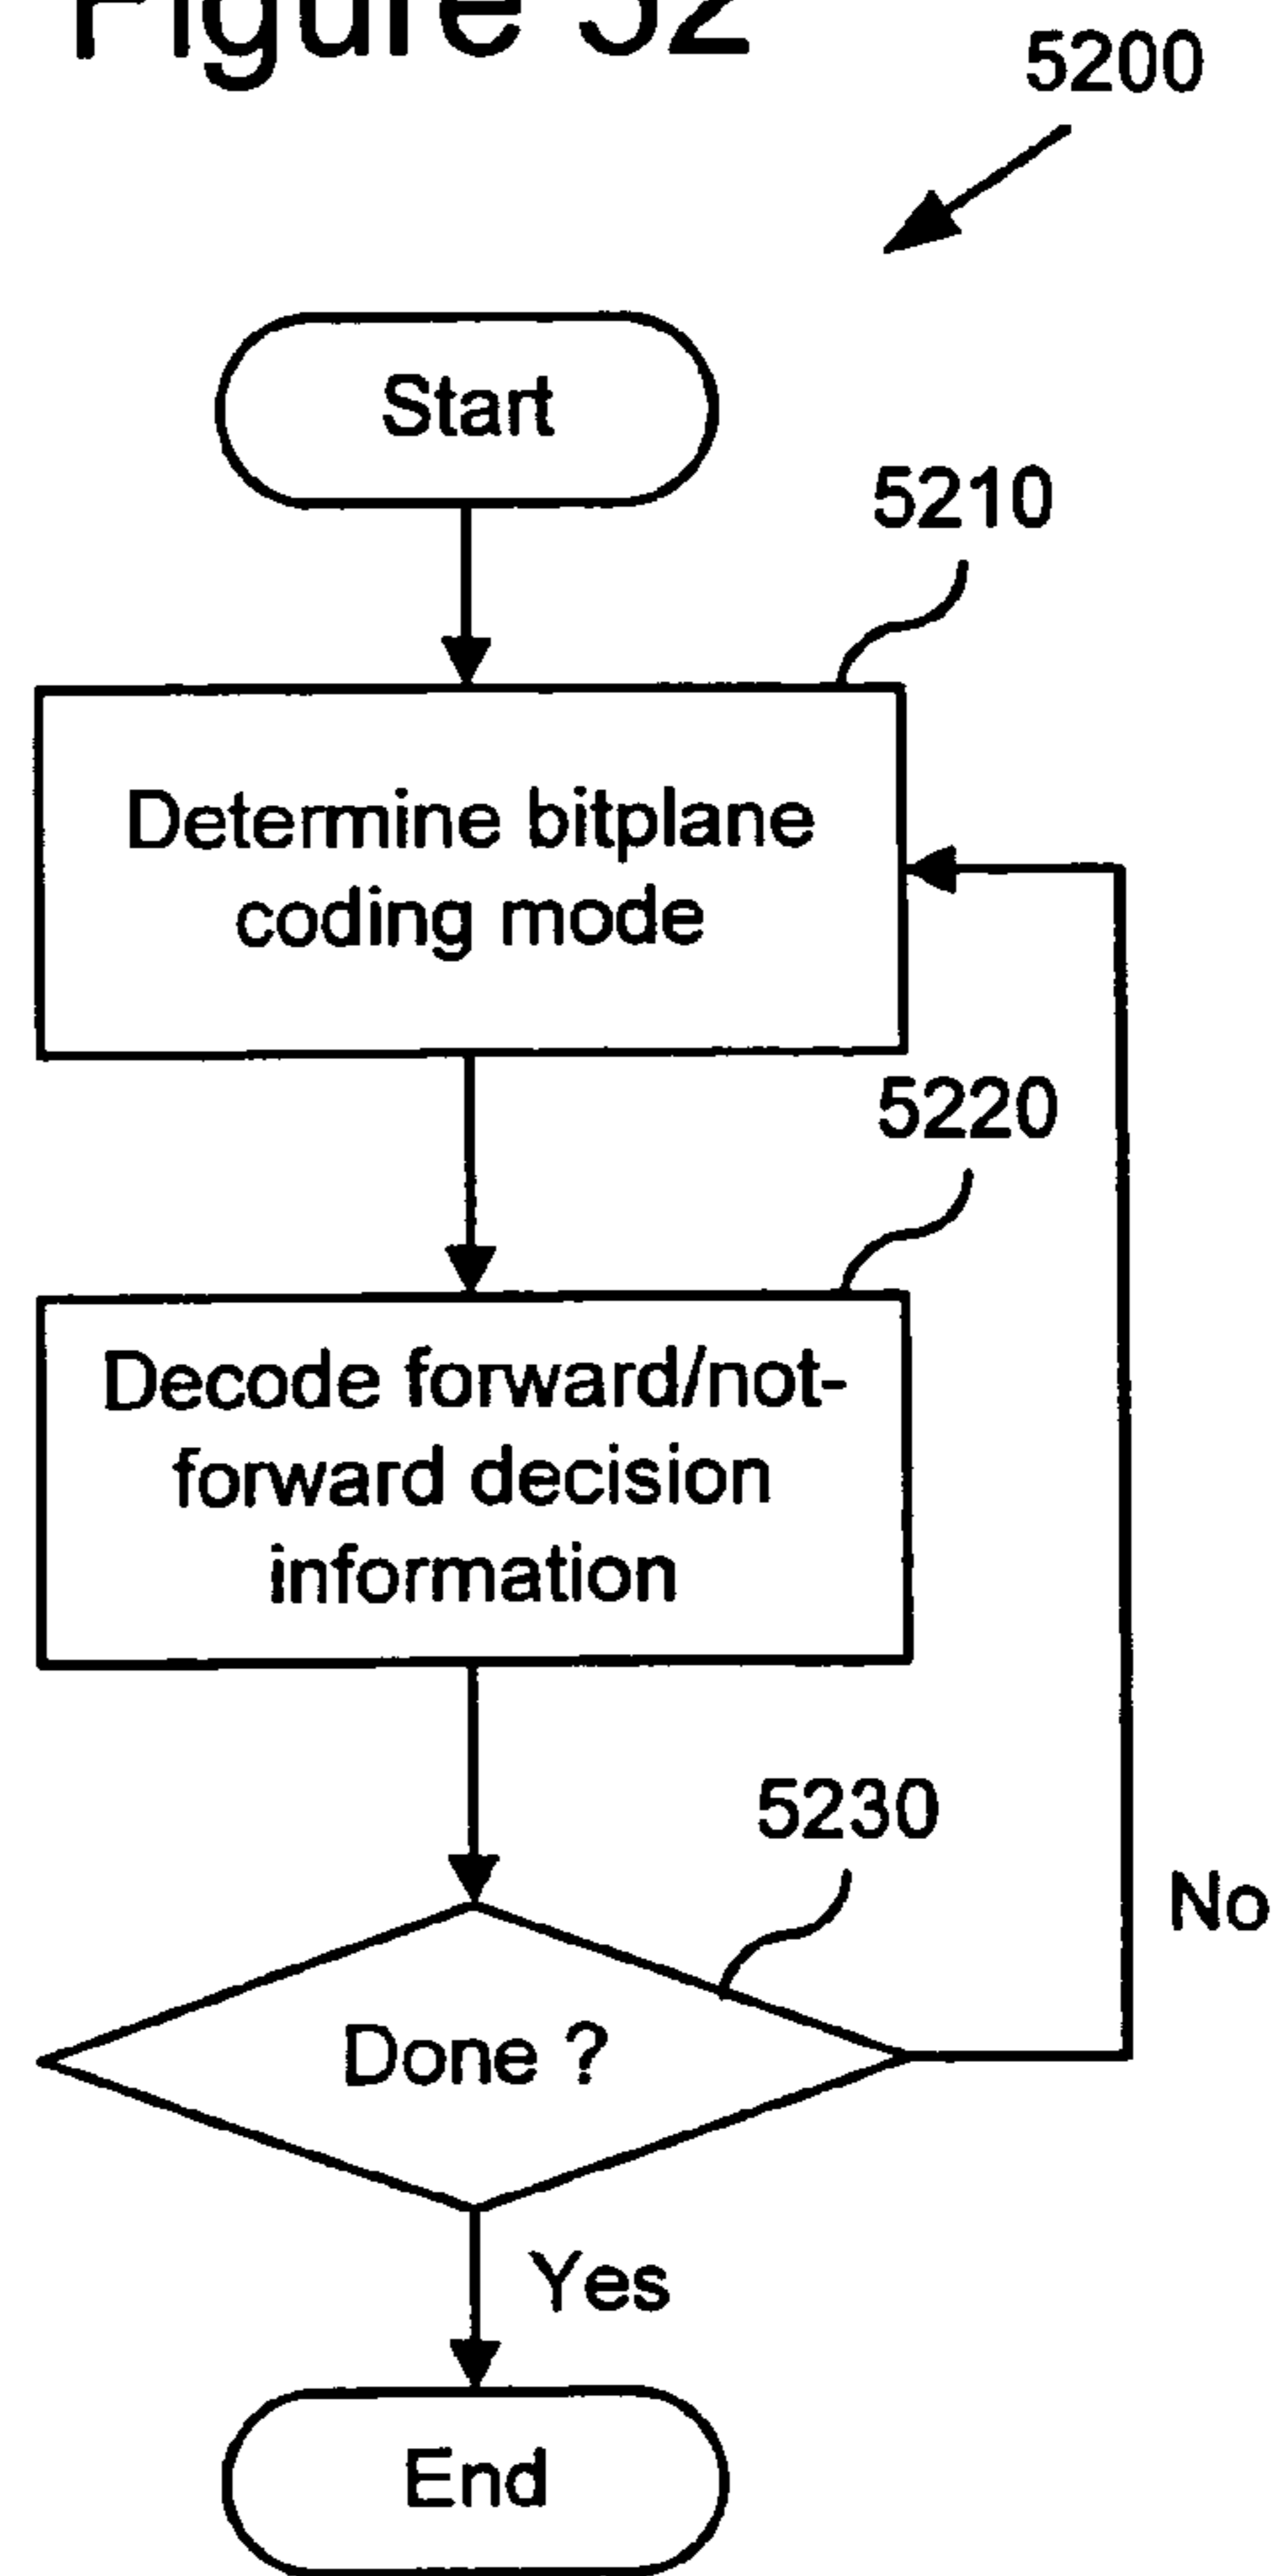 Figure 52
5200
Start
5210
Determine bitplane
coding mode
5220
Decode forward/not-
forward decision
information
5230
No
Done ?
Yes
End